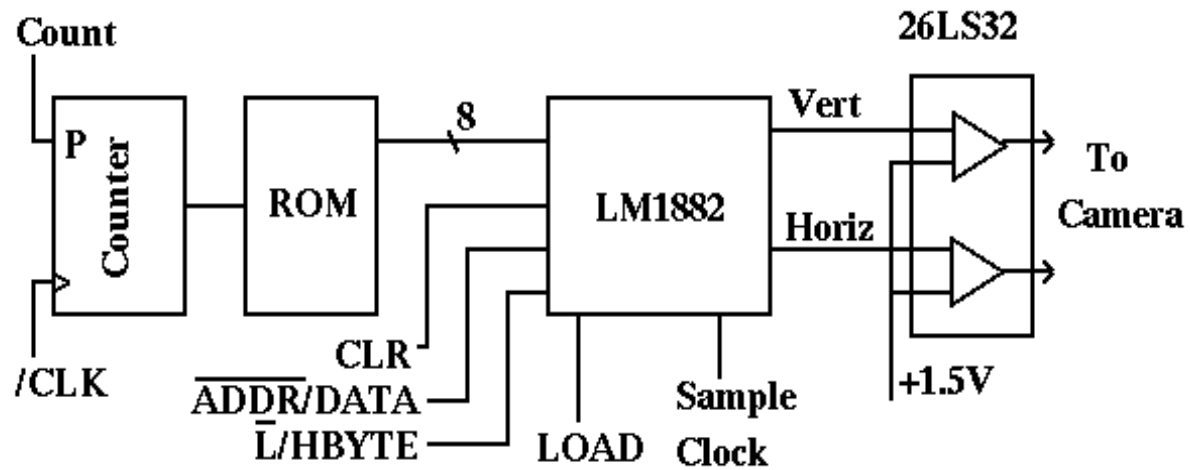 Count
26LS32
P
Counter
ROM
8
LM1882
Vert
Horiz
To
Camera
/CLK
CLR
ADDR/DATA
L/HBYTE
LOAD
Sample
Clock
+1.5V